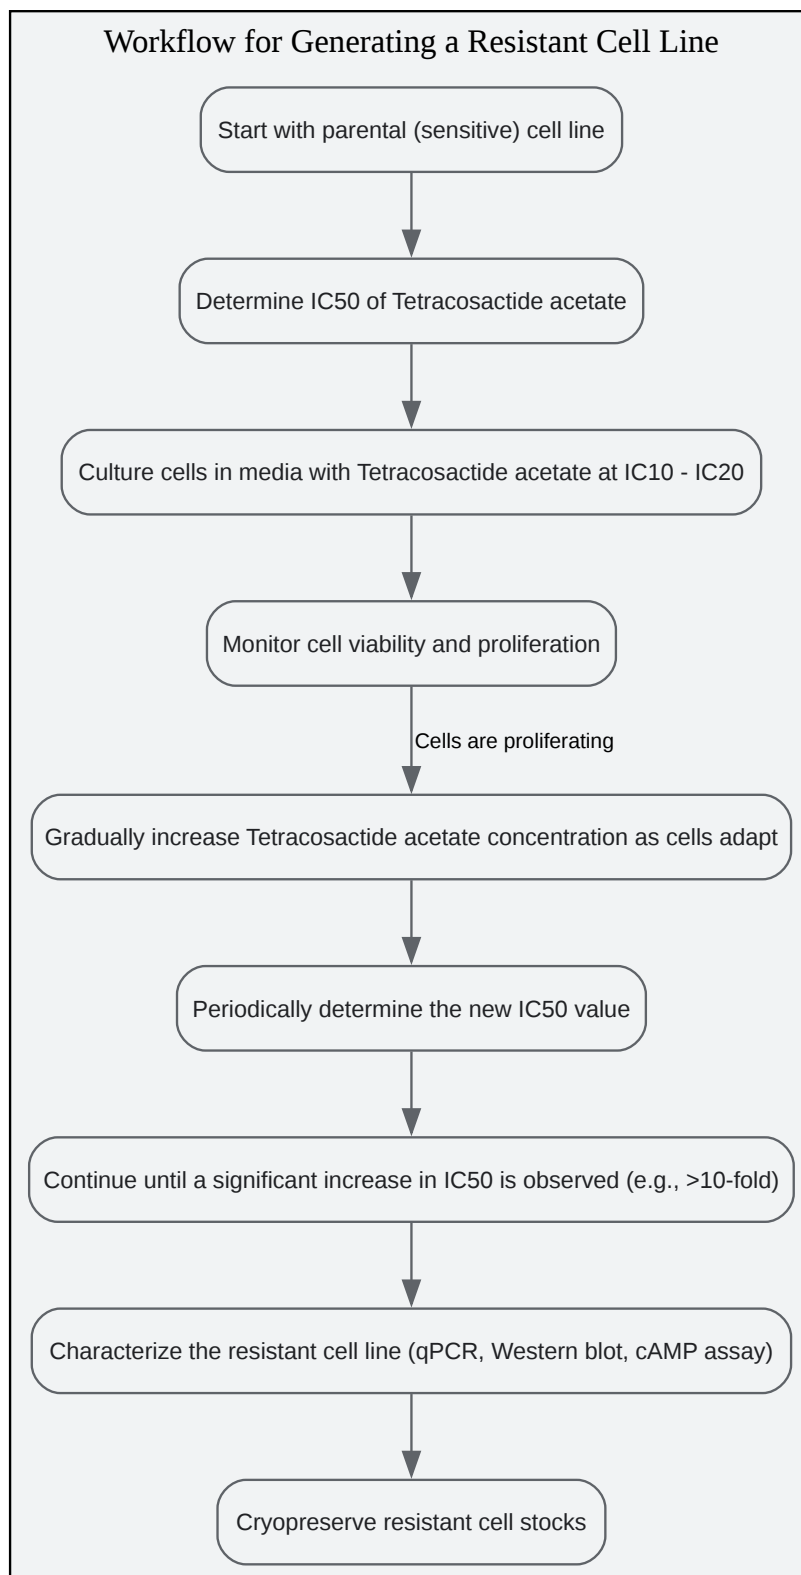 Workflow for Generating a Resistant Cell Line
Start with parental (sensitive) cell line
Determine IC50 of Tetracosactide acetate
Culture cells in media with Tetracosactide acetate at IC10 - IC20
Monitor cell viability and proliferation
Cells are proliferating
Gradually increase Tetracosactide acetate concentration as cells adapt
Periodically determine the new IC50 value
Continue until a significant increase in IC50 is observed (e.g., >10-fold)
Characterize the resistant cell line (qPCR, Western blot, cAMP assay)
Cryopreserve resistant cell stocks